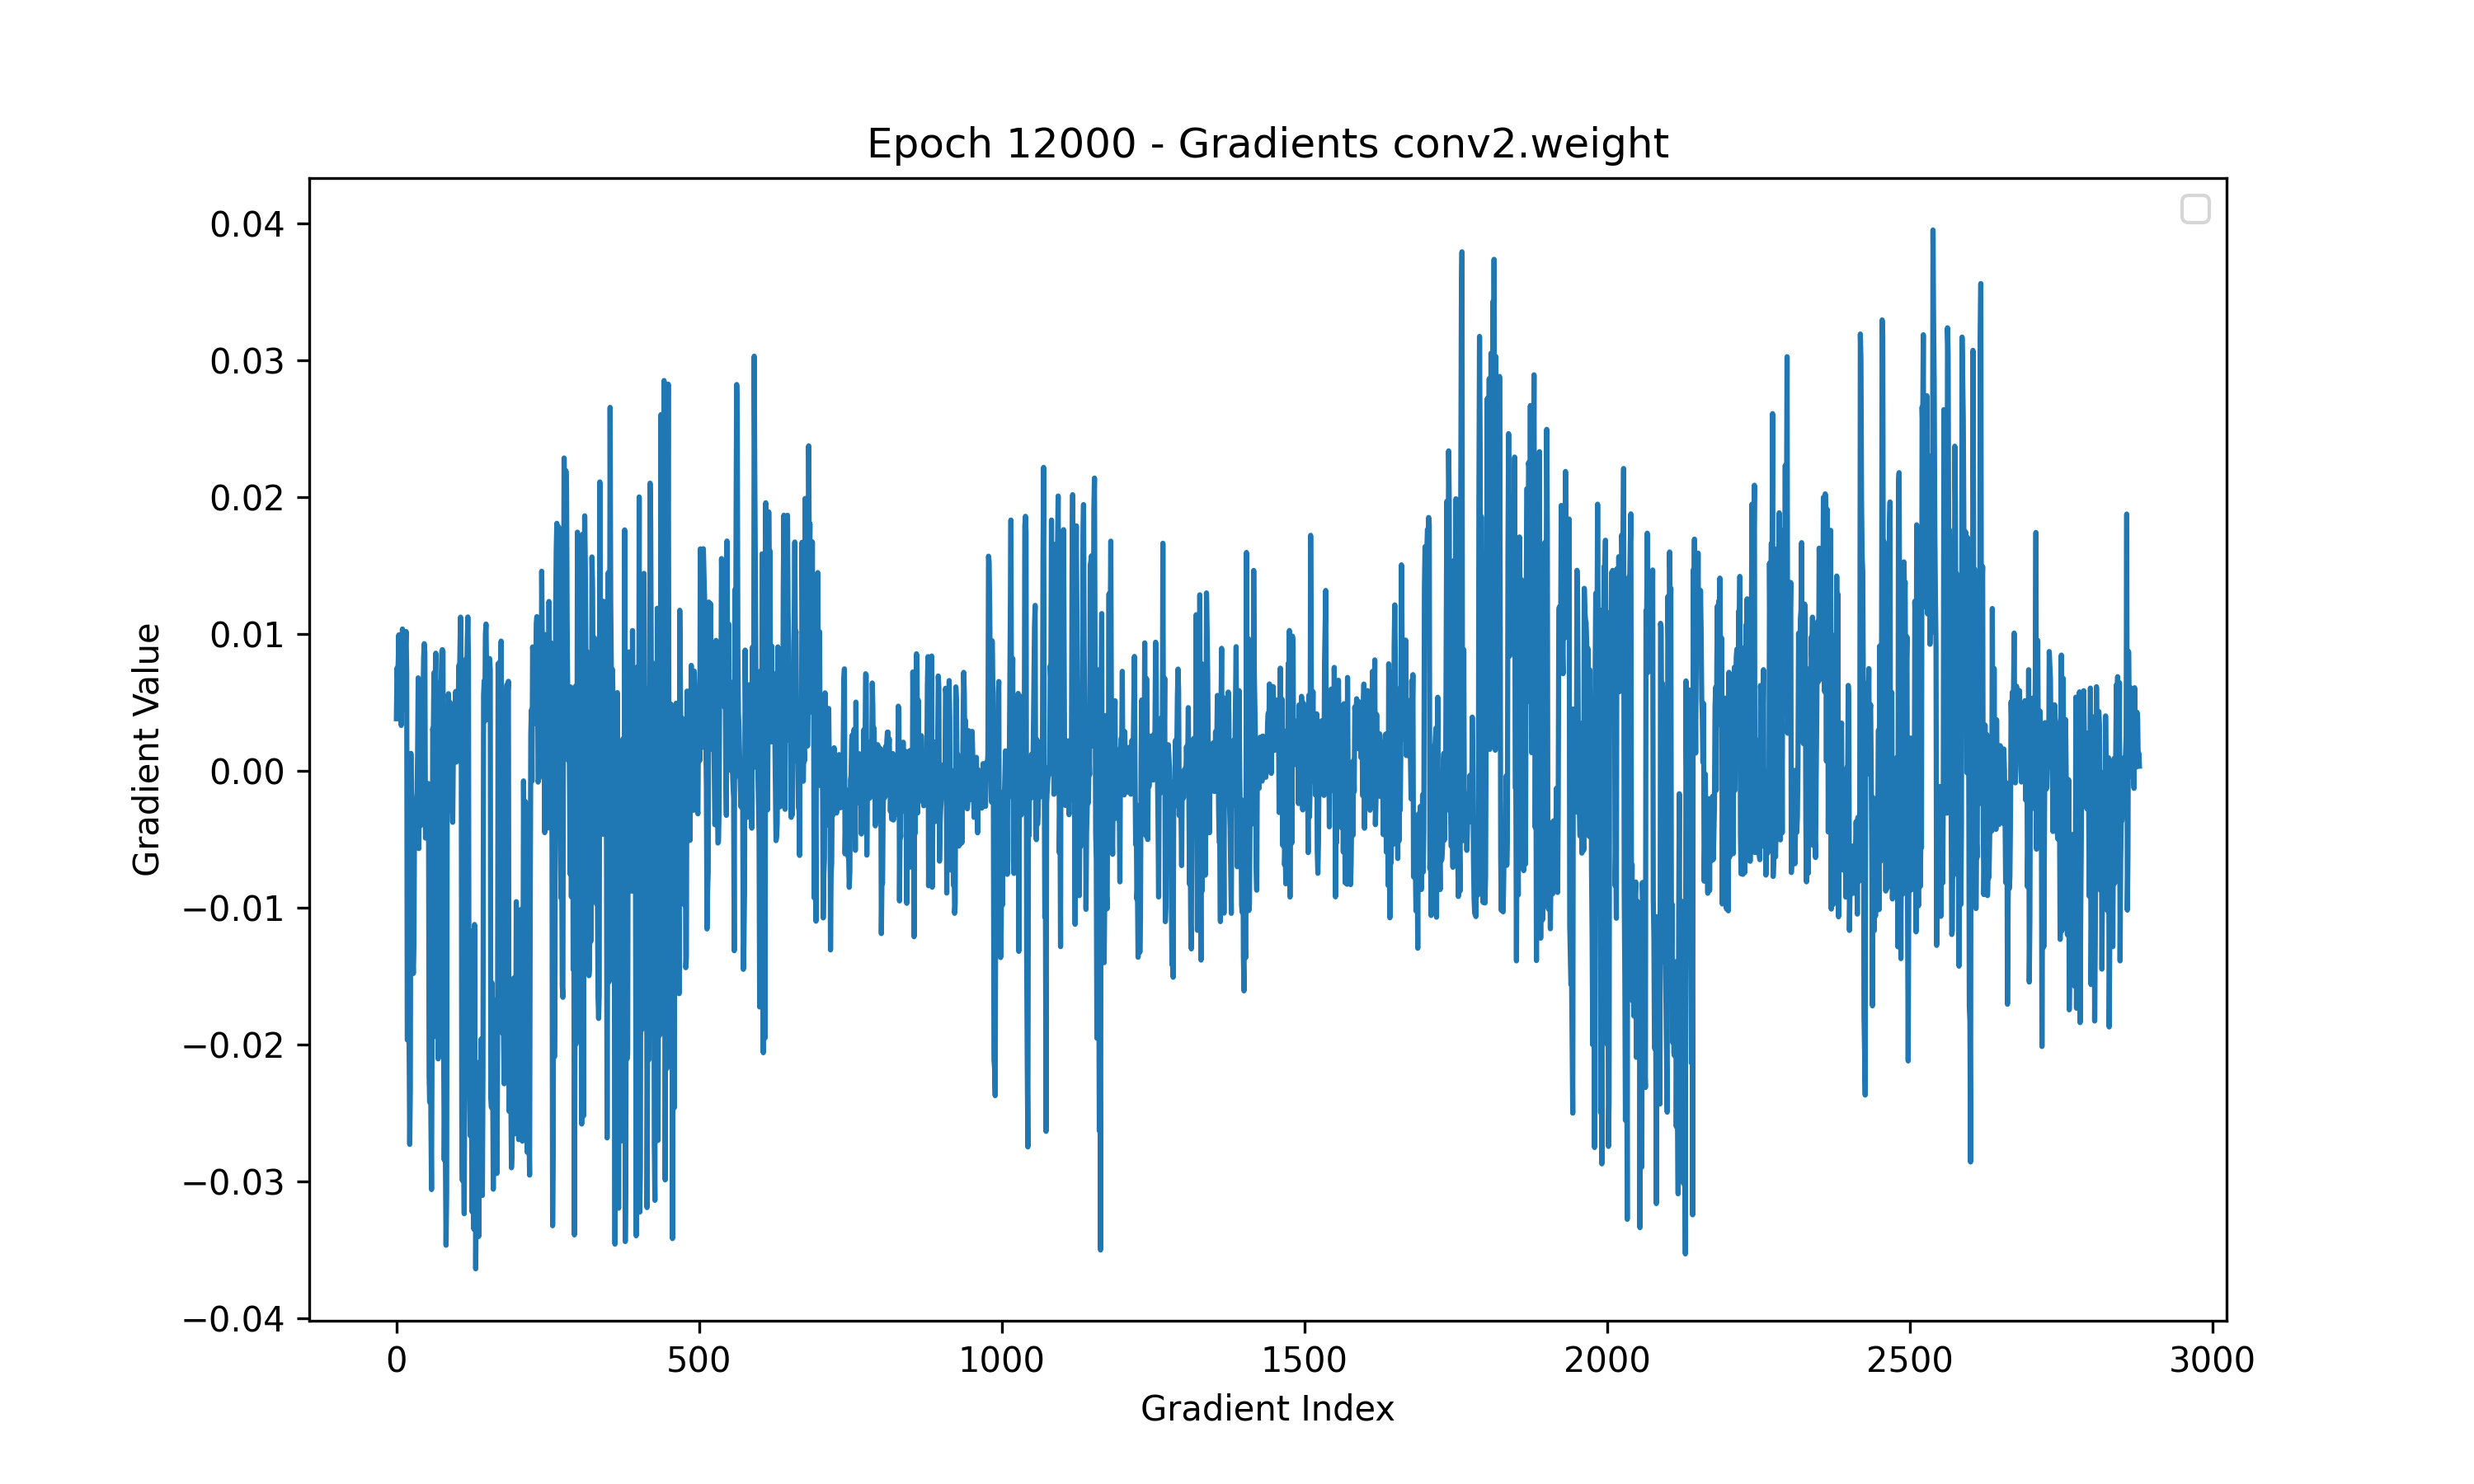 Epoch 12000 - Gradients conv2.weight
0.04
0.03
0.02
0.01
0.00
−0.01
−0.02
−0.03
−0.04
Gradient Value
0 500 1000 1500 2000 2500 3000
Gradient Index